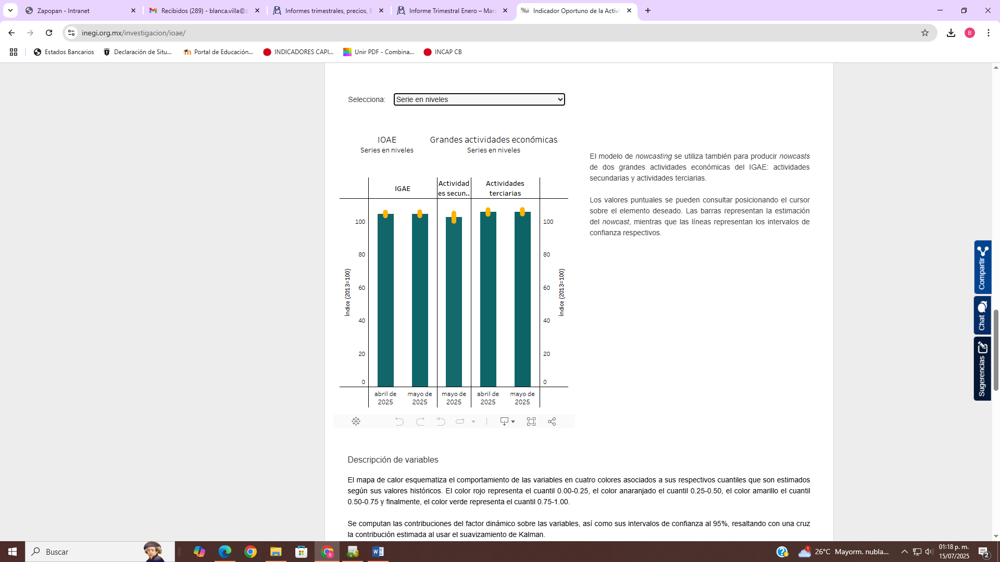 Zapopan - Intranet
Recibidos (289) - blanca.villa@z
Informes trimestrales, precios, B
Informe Trimestral Enero – Marz
Indicador Oportuno de la Activi
inegi.org.mx/investigacion/ioae/
B
Estados Bancarios
Declaración de Situ...
Portal de Educación...
INDICADORES CAPI...
Unir PDF - Combina...
INCAP CB
Selecciona:
Serie en niveles
IOAE
Series en niveles
Grandes actividades económicas
Series en niveles
IGAE
Actividad
es secun..
Actividades
terciarias
100
80
60
40
20
0
Índice (2013=100)
100
80
60
40
20
0
Índice (2013=100)
abril de
2025
mayo de
2025
mayo de
2025
abril de
2025
mayo de
2025
El modelo de nowcasting se utiliza también para producir nowcasts
de dos grandes actividades económicas del IGAE: actividades
secundarias y actividades terciarias.
Los valores puntuales se pueden consultar posicionando el cursor
sobre el elemento deseado. Las barras representan la estimación
del nowcast, mientras que las líneas representan los intervalos de
confianza respectivos.
Compartir
Chat
Sugerencias
Descripción de variables
El mapa de calor esquematiza el comportamiento de las variables en cuatro colores asociados a sus respectivos cuantiles que son estimados
según sus valores históricos. El color rojo representa el cuantil 0.00-0.25, el color anaranjado el cuantil 0.25-0.50, el color amarillo el cuantil
0.50-0.75 y finalmente, el color verde representa el cuantil 0.75-1.00.
Se computan las contribuciones del factor dinámico sobre las variables, así como sus intervalos de confianza al 95%, resaltando con una cruz
la contribución estimada al usar el suavizamiento de Kalman.
Buscar
B
1
26°C
Mayorm. nubla...
01:18 p. m.
15/07/2025
2